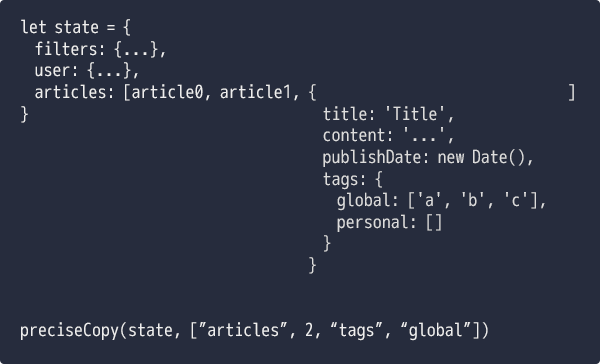 let state = {
  filters: {...},
  user: {...},
  articles: [article0, article1, {                         ]
}                                         title: 'Title',
                                          content: '...',
                                          publishDate: new Date(),
                                          tags: {
                                            global: ['a', 'b', 'c'],
                                            personal: []
                                          }
                                        }
preciseCopy(state, [”articles”, 2, “tags”, “global”])